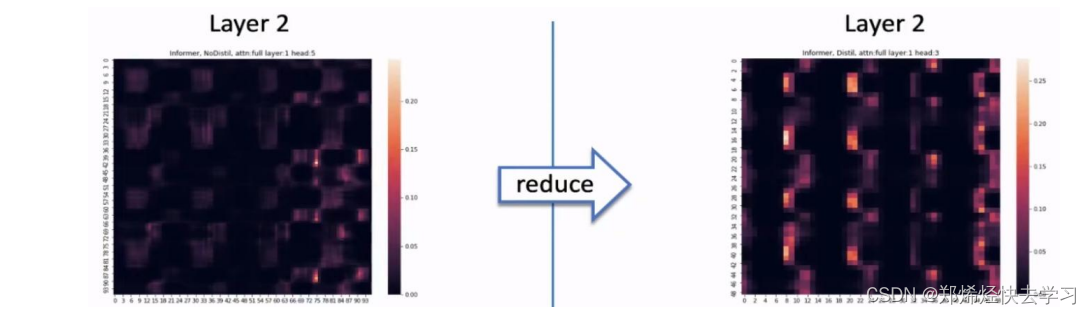 Layer 2
Informer, NoDistil, attn:full layer:1 head:5
0 3 6 9 12 15 18 21 24 27 30 33 36 39 42 45 48 51 54 57 60 63 66 69 72 75 78 81 84 87 90 93
0.20
0.15
0.10
0.05
0.00
0 3 6 9 12 15 18 21 24 27 30 33 36 39 42 45 48 51 54 57 60 63 66 69 72 75 78 81 84 87 90 93
reduce
Layer 2
Informer, Distil, attn:full layer:1 head:3
0 2 4 6 8 10 12 14 16 18 20 22 24 26 28 30 32 34 36 38 40 42 44 46
0.25
0.20
0.15
0.10
0.05
0 2 4 6 8 10 12 14 16 18 20 22 24 26 28 30 32 34
CSDN @郑烯烃快去学习